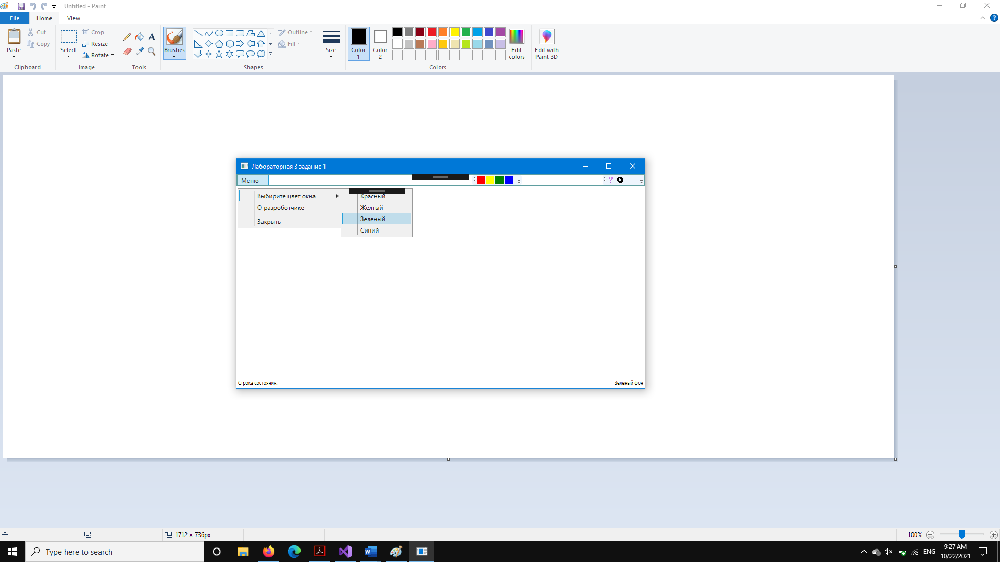 Untitled - Paint
File Home View
Paste
Cut
Copy
Clipboard
Select
Crop
Resize
Rotate
Image
Tools
Brushes
Shapes
Outline
Fill
Size
Color 1
Color 2
Colors
Edit colors
Edit with Paint 3D
Лабораторная 3 задание 1
Меню
Выбирите цвет окна
О разроботчике
Закрыть
Красный
Желтый
Зеленый
Синий
Строка состояния:
Зеленый фон
1712 × 736px
100%
Type here to search
ENG
9:27 AM
10/22/2021